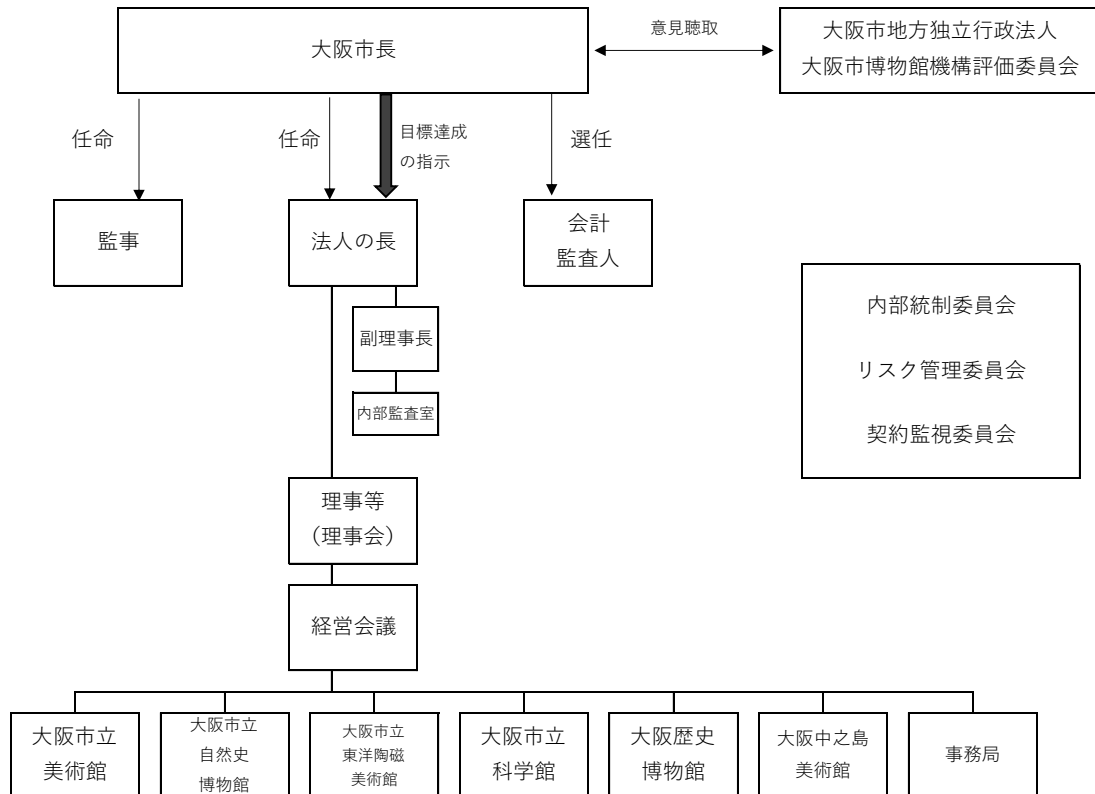 大阪市長
意見聴取
大阪市地方独立行政法人
大阪市博物館機構評価委員会
任命
任命
目標達成
の指示
選任
監事
法人の長
会計
監査人
副理事長
内部監査室
内部統制委員会
リスク管理委員会
契約監視委員会
理事等
（理事会）
経営会議
大阪市立
美術館
大阪市立
自然史
博物館
大阪市立
東洋陶磁
美術館
大阪市立
科学館
大阪歴史
博物館
大阪中之島
美術館
事務局